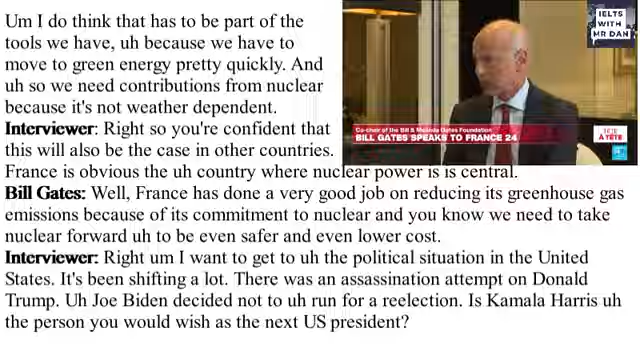 Um I do think that has to be part of the
tools we have, uh because we have to
move to green energy pretty quickly. And
uh so we need contributions from nuclear
because it's not weather dependent.
Interviewer: Right so you're confident that
this will also be the case in other countries.
France is obvious the uh country where nuclear power is is central.
Bill Gates: Well, France has done a very good job on reducing its greenhouse gas
emissions because of its commitment to nuclear and you know we need to take
nuclear forward uh to be even safer and even lower cost.
Interviewer: Right um I want to get to uh the political situation in the United
States. It's been shifting a lot. There was an assassination attempt on Donald
Trump. Uh Joe Biden decided not to uh run for a reelection. Is Kamala Harris uh
the person you would wish as the next US president?
IELTS
WITH
MR DAN
Co-chair of the Bill & Melinda Gates Foundation
BILL GATES SPEAKS TO FRANCE 24
TÊTE
À TÊTE